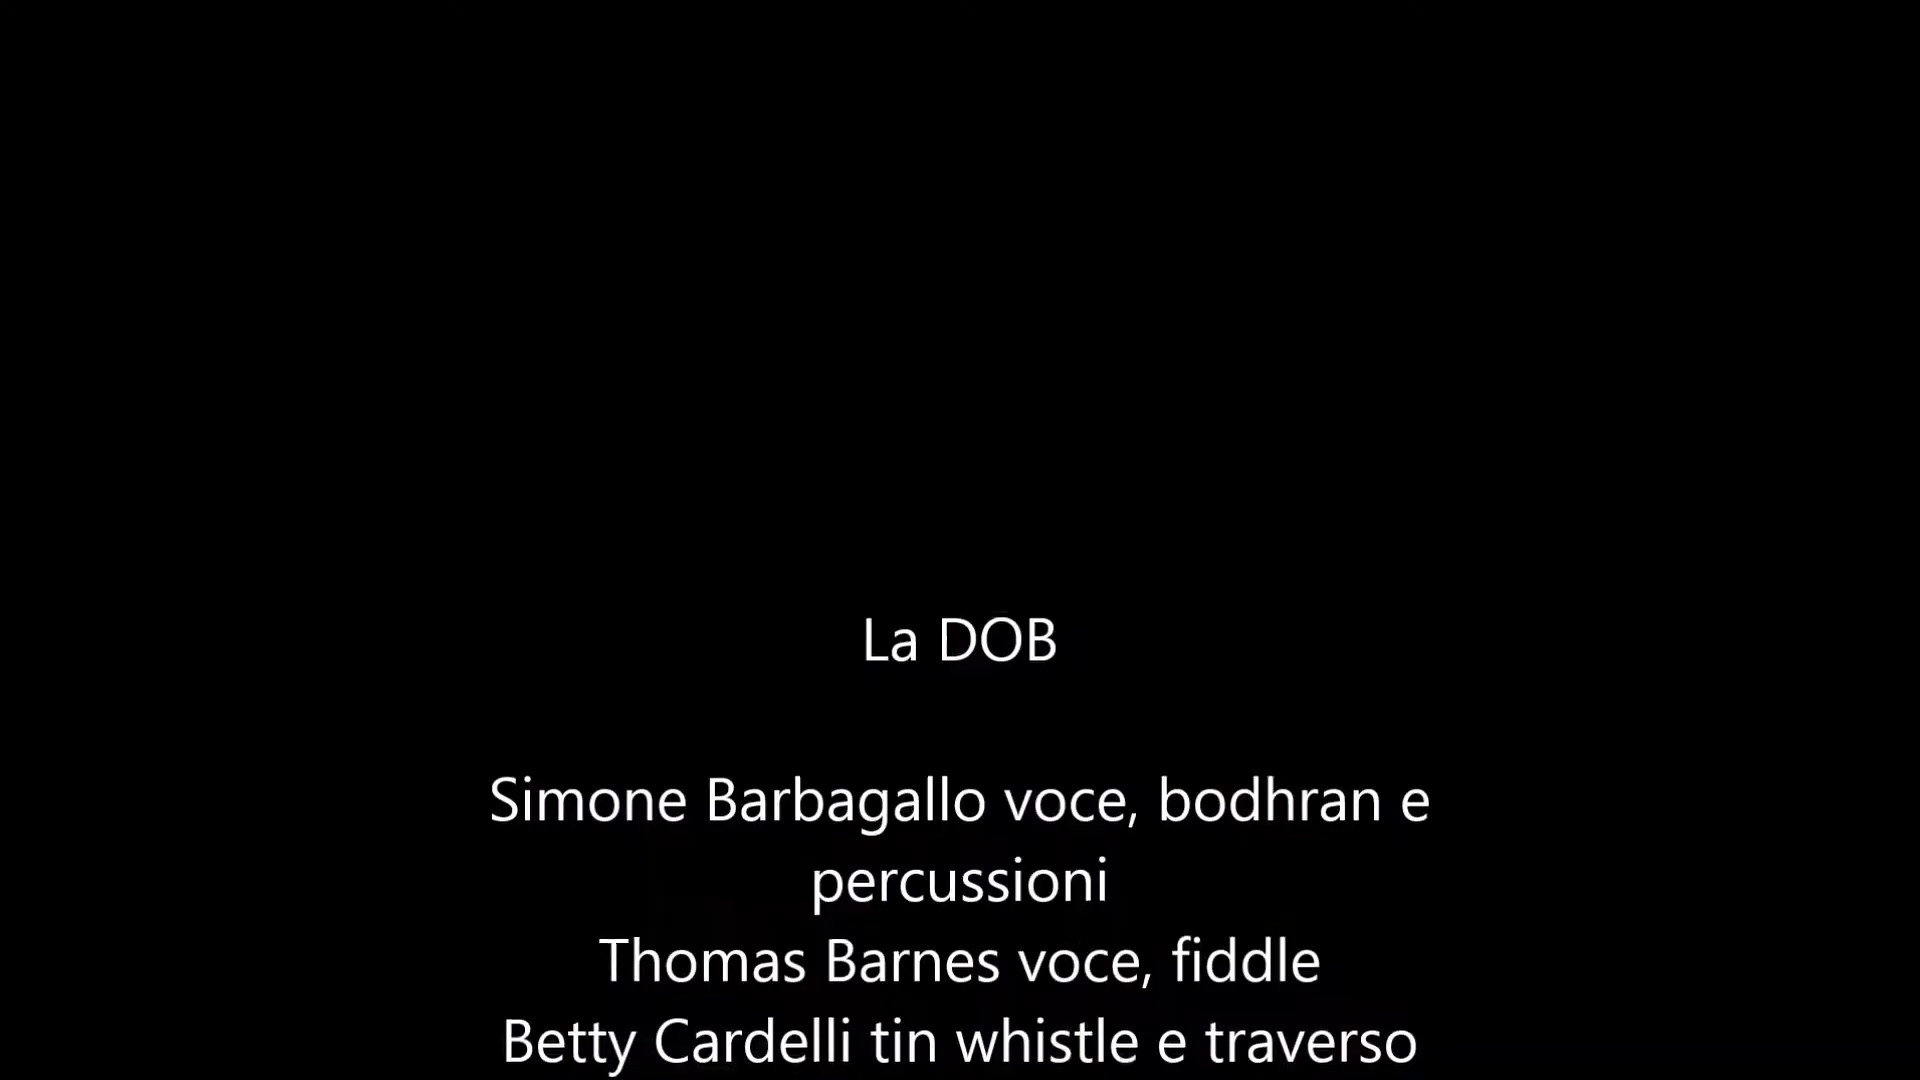 La DOB
Simone Barbagallo voce, bodhran e
percussioni
Thomas Barnes voce, fiddle
Betty Cardelli tin whistle e traverso